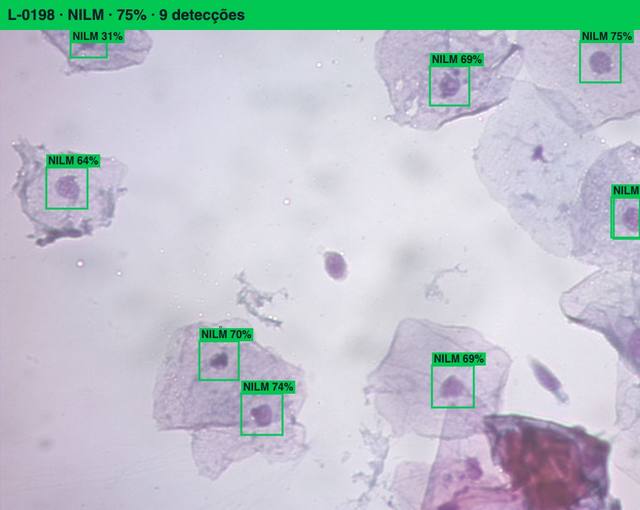 L-0198 · NILM · 75% · 9 detecções
NILM 31%
NILM 69%
NILM 75%
NILM 64%
NILM
NILM 70%
NILM 69%
NILM 74%